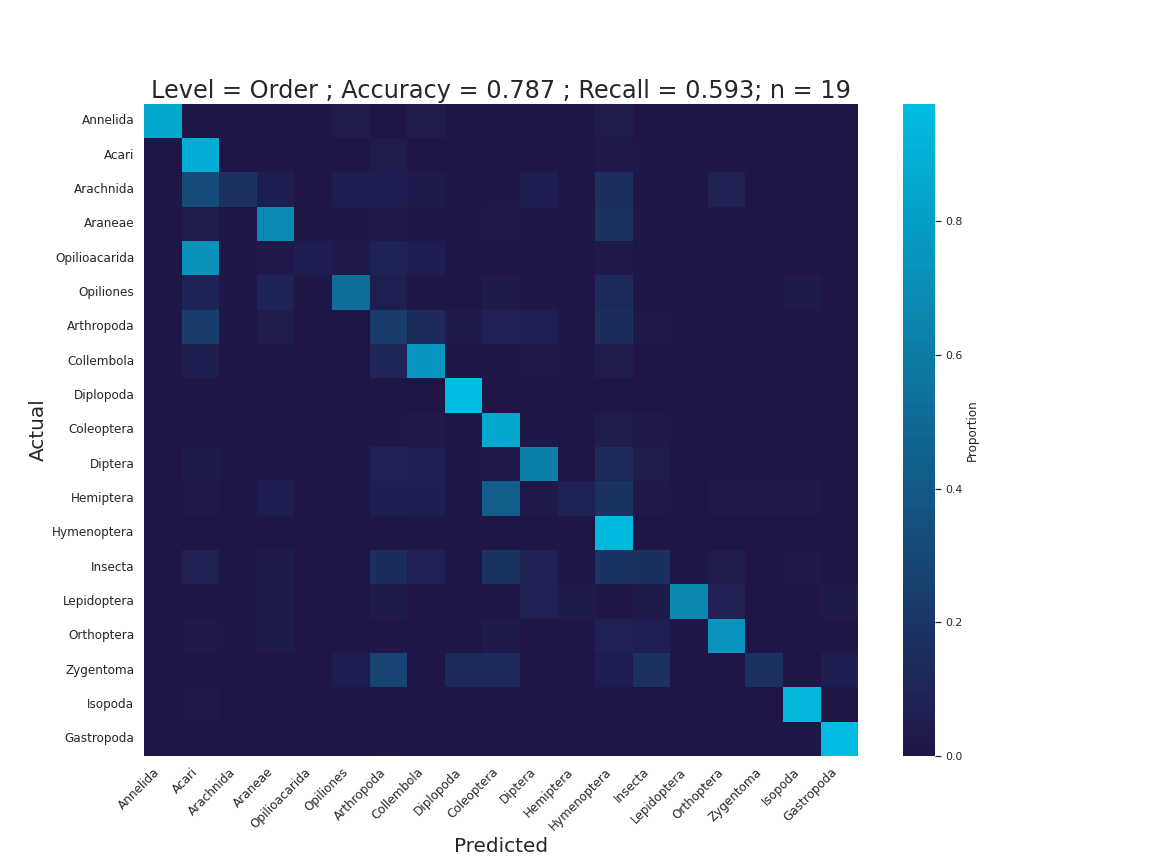 Level = Order ; Accuracy = 0.787 ; Recall = 0.593; n = 19
Actual
Annelida
Acari
Arachnida
Araneae
Opilioacarida
Opiliones
Arthropoda
Collembola
Diplopoda
Coleoptera
Diptera
Hemiptera
Hymenoptera
Insecta
Lepidoptera
Orthoptera
Zygentoma
Isopoda
Gastropoda
Annelida
Acari
Arachnida
Araneae
Opilioacarida
Opiliones
Arthropoda
Collembola
Diplopoda
Coleoptera
Diptera
Hemiptera
Hymenoptera
Insecta
Lepidoptera
Orthoptera
Zygentoma
Isopoda
Gastropoda
Predicted
0.8
0.6
0.4
0.2
0.0
Proportion